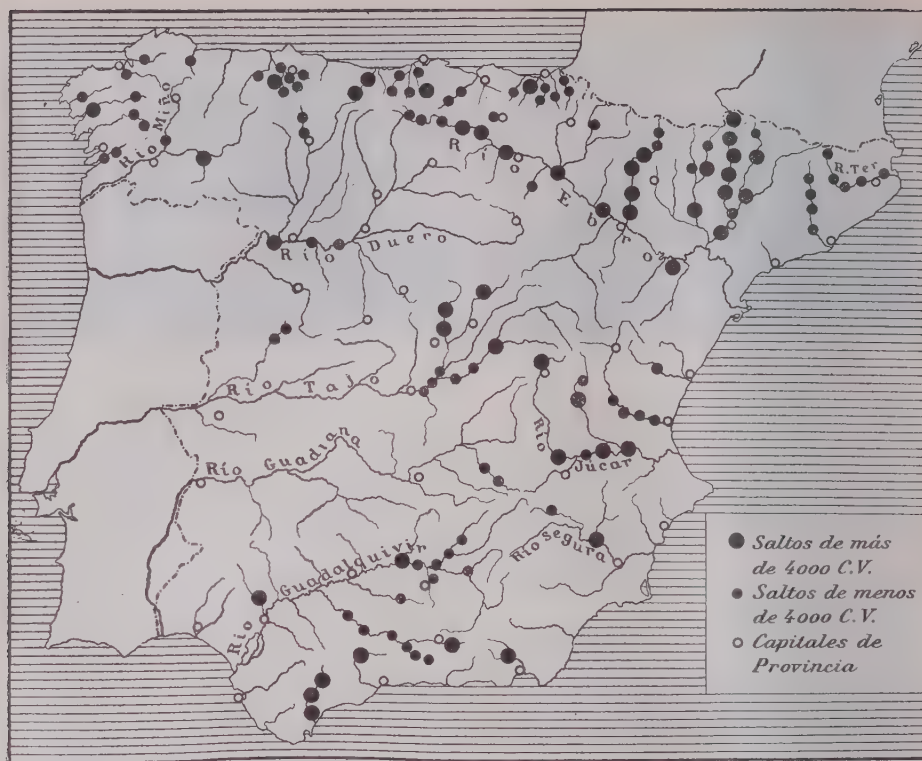 Río Miño
Río Ebro
R. Ter
Río Duero
Río Tajo
Río Guadiana
Río Júcar
Río Segura
Río Guadalquivir
Saltos de más
de 4000 C.V.
Saltos de menos
de 4000 C.V.
Capitales de
Provincia